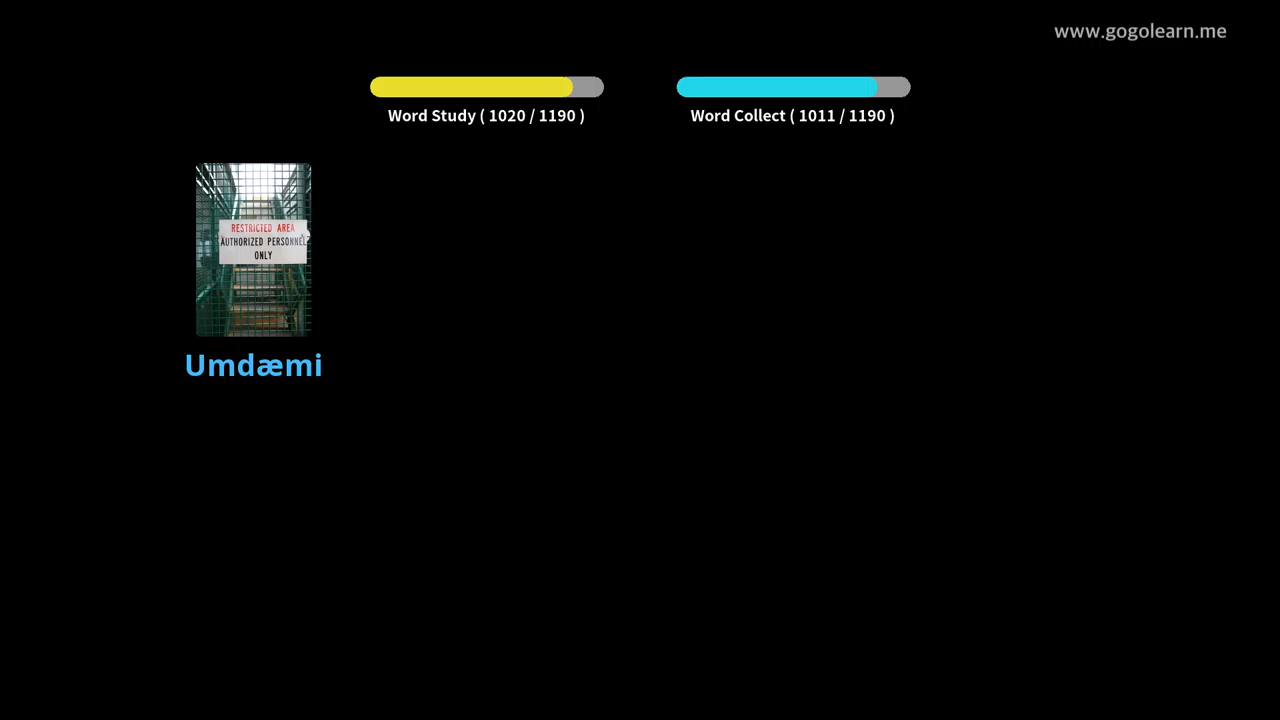 www.gogolearn.me
Word Study ( 1020 / 1190 )
Word Collect ( 1011 / 1190 )
RESTRICTED AREA
AUTHORIZED PERSONNEL
ONLY
Umdæmi